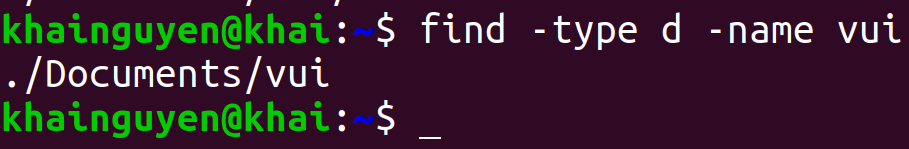 khainguyen@khai:~$ find -type d -name vui
./Documents/vui
khainguyen@khai:~$ _